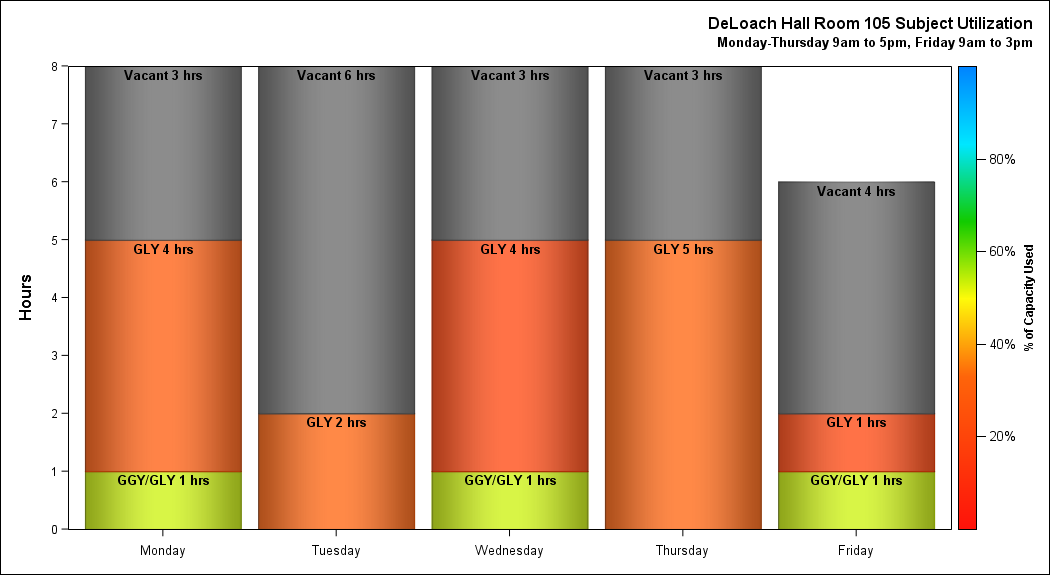 DeLoach Hall Room 105 Subject Utilization
Monday-Thursday 9am to 5pm, Friday 9am to 3pm
8
Vacant 3 hrs
Vacant 6 hrs
Vacant 3 hrs
Vacant 3 hrs
7
80%
6
Vacant 4 hrs
5
GLY 4 hrs
GLY 4 hrs
GLY 5 hrs
60%
Hours
% of Capacity Used
4
3
40%
2
GLY 2 hrs
GLY 1 hrs
20%
1
GGY/GLY 1 hrs
GGY/GLY 1 hrs
GGY/GLY 1 hrs
0
Monday
Tuesday
Wednesday
Thursday
Friday